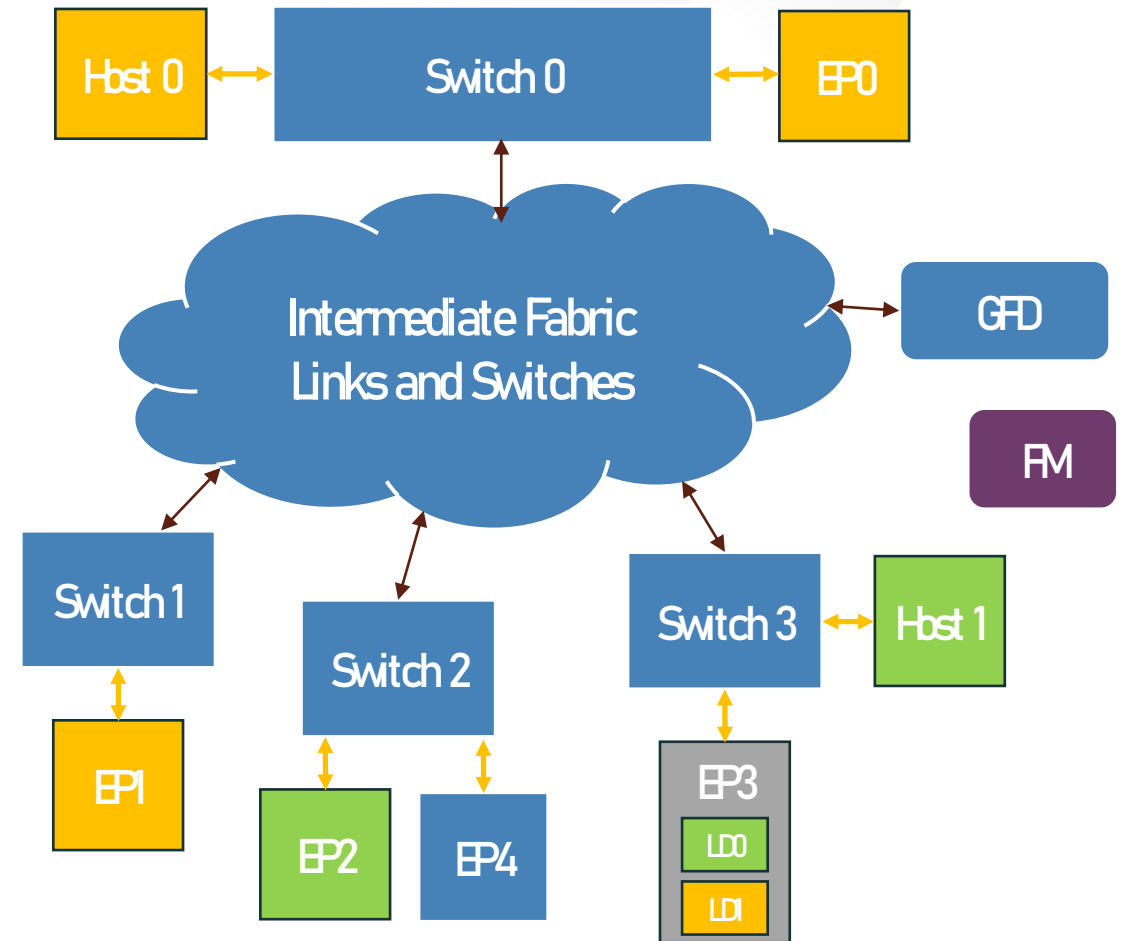 Host 0
Switch 0
EP0
Intermediate Fabric
Links and Switches
GFD
FM
Switch 1
Switch 2
Switch 3
Host 1
EP1
EP2
EP4
EP3
LD0
LD1